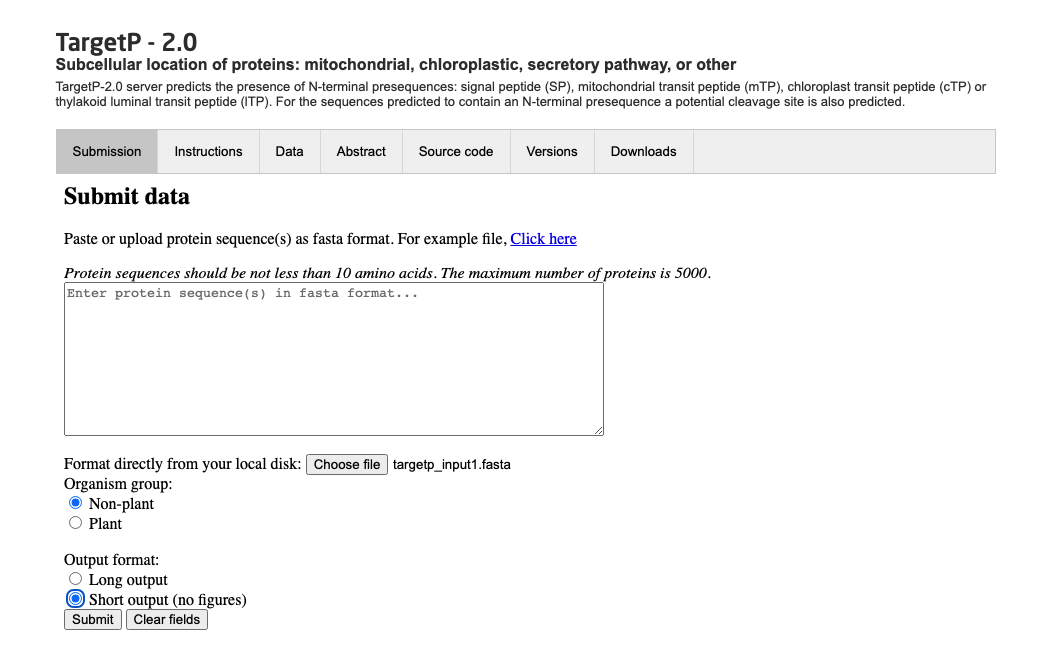 TargetP - 2.0
Subcellular location of proteins: mitochondrial, chloroplastic, secretory pathway, or other
TargetP-2.0 server predicts the presence of N-terminal presequences: signal peptide (SP), mitochondrial transit peptide (mTP), chloroplast transit peptide (cTP) or
thylakoid luminal transit peptide (lTP). For the sequences predicted to contain an N-terminal presequence a potential cleavage site is also predicted.
Submission Instructions Data Abstract Source code Versions Downloads
Submit data
Paste or upload protein sequence(s) as fasta format. For example file, Click here
Protein sequences should be not less than 10 amino acids. The maximum number of proteins is 5000.
Enter protein sequence(s) in fasta format...
Format directly from your local disk: Choose file targetp_input1.fasta
Organism group:
Non-plant
Plant
Output format:
Long output
Short output (no figures)
Submit Clear fields